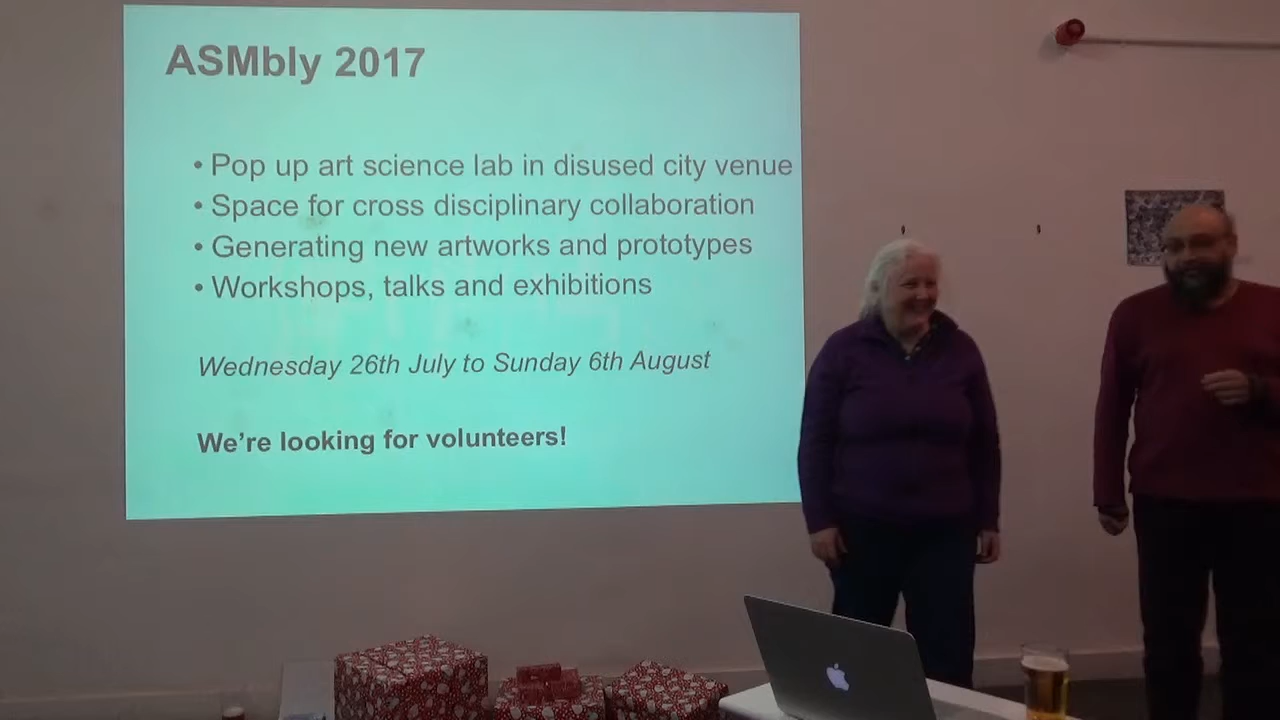 ASMbly 2017
• Pop up art science lab in disused city venue
• Space for cross disciplinary collaboration
• Generating new artworks and prototypes
• Workshops, talks and exhibitions
Wednesday 26th July to Sunday 6th August
We're looking for volunteers!